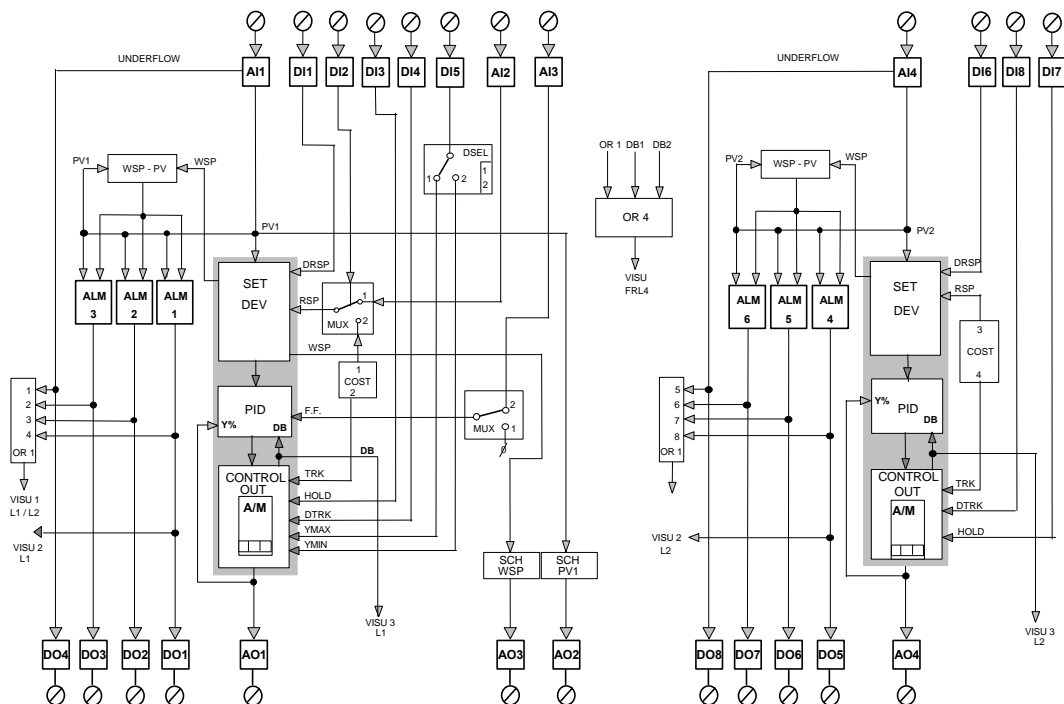 UNDERFLOW
AI1
DI1
DI2
DI3
DI4
DI5
AI2
AI3
PV1
WSP - PV
WSP
DSEL
1
2
1
2
PV1
SET
DEV
DRSP
RSP
1
2
MUX
WSP
1
COST
2
ALM
3
ALM
2
ALM
1
1
2
3
4
OR 1
VISU 1
L1 / L2
VISU 2
L1
PID
Y%
DB
F.F.
DB
2
MUX
1
CONTROL
OUT
A/M
TRK
HOLD
DTRK
YMAX
YMIN
VISU 3
L1
SCH
WSP
SCH
PV1
DO4
DO3
DO2
DO1
AO1
AO3
AO2
OR 1
DB1
DB2
OR 4
VISU
FRL4
UNDERFLOW
AI4
DI6
DI8
DI7
PV2
WSP - PV
WSP
PV2
SET
DEV
DRSP
RSP
3
COST
4
ALM
6
ALM
5
ALM
4
5
6
7
8
OR 1
VISU 2
L2
PID
Y%
DB
CONTROL
OUT
A/M
TRK
DTRK
HOLD
VISU 3
L2
DO8
DO7
DO6
DO5
AO4